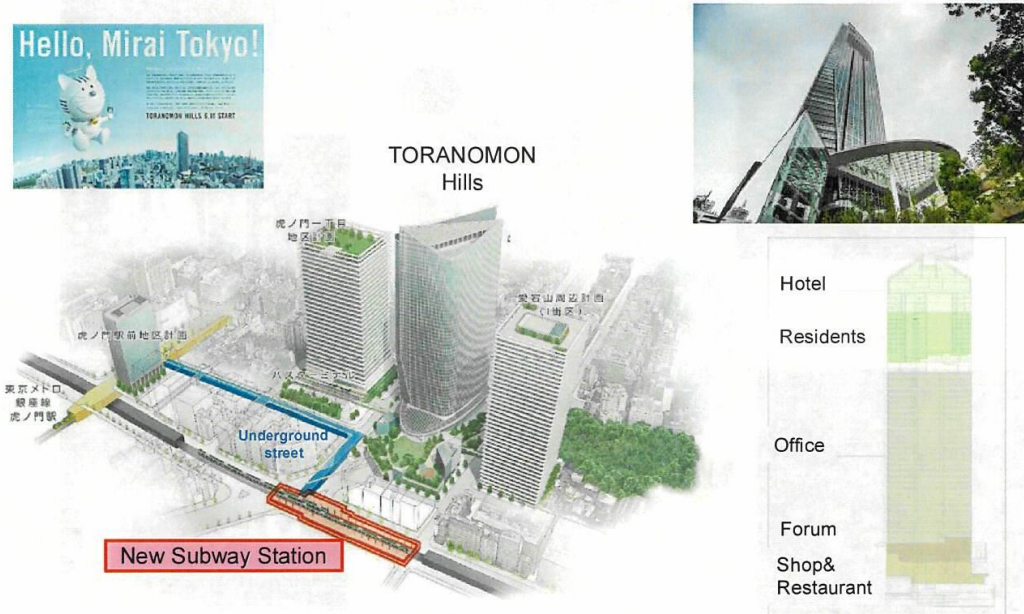 Hello, Mirai Tokyo!
TORANOMON HILLS 6.11 START
TORANOMON
Hills
虎ノ門一丁目
地区計画
愛宕山周辺計画
(I街区)
虎ノ門駅前地区計画
バスターミナル
東京メトロ
銀座線
虎ノ門駅
Underground
street
New Subway Station
Hotel
Residents
Office
Forum
Shop&
Restaurant